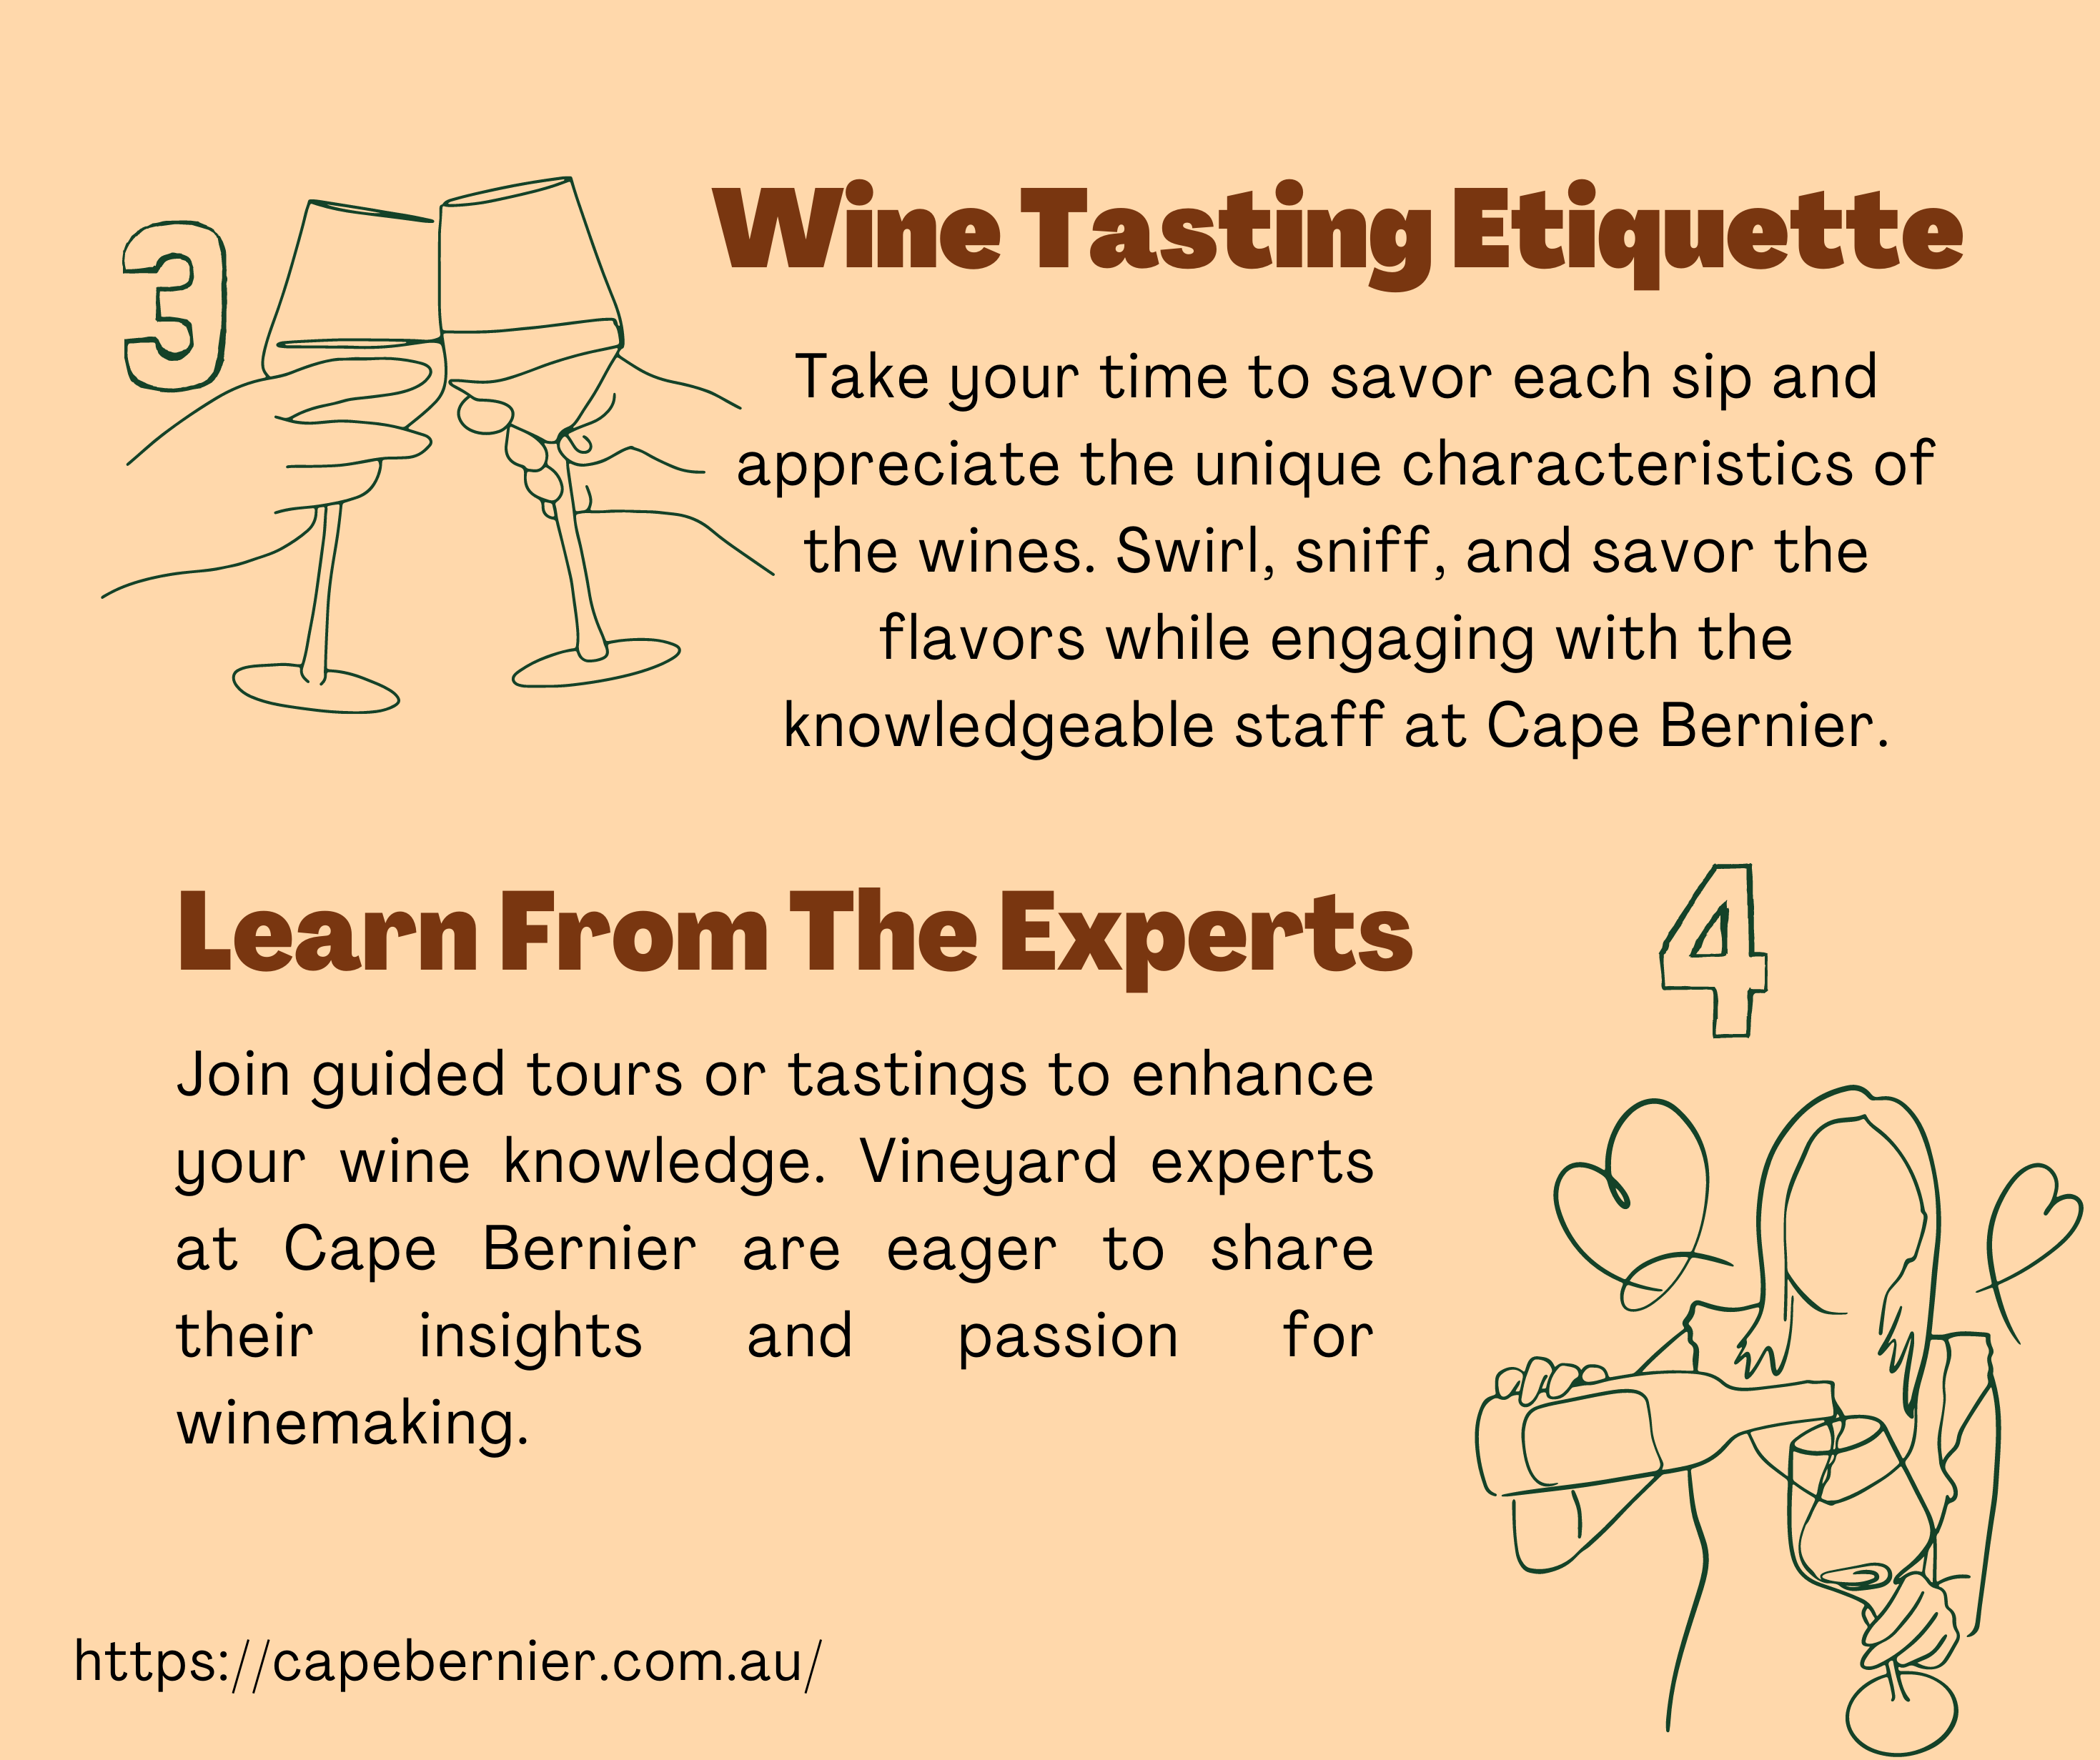 3
Wine Tasting Etiquette
Take your time to savor each sip and
appreciate the unique characteristics of
the wines. Swirl, sniff, and savor the
flavors while engaging with the
knowledgeable staff at Cape Bernier.
4
Learn From The Experts
Join guided tours or tastings to enhance
your wine knowledge. Vineyard experts
at Cape Bernier are eager to share
their insights and passion for
winemaking.
https://capebernier.com.au/